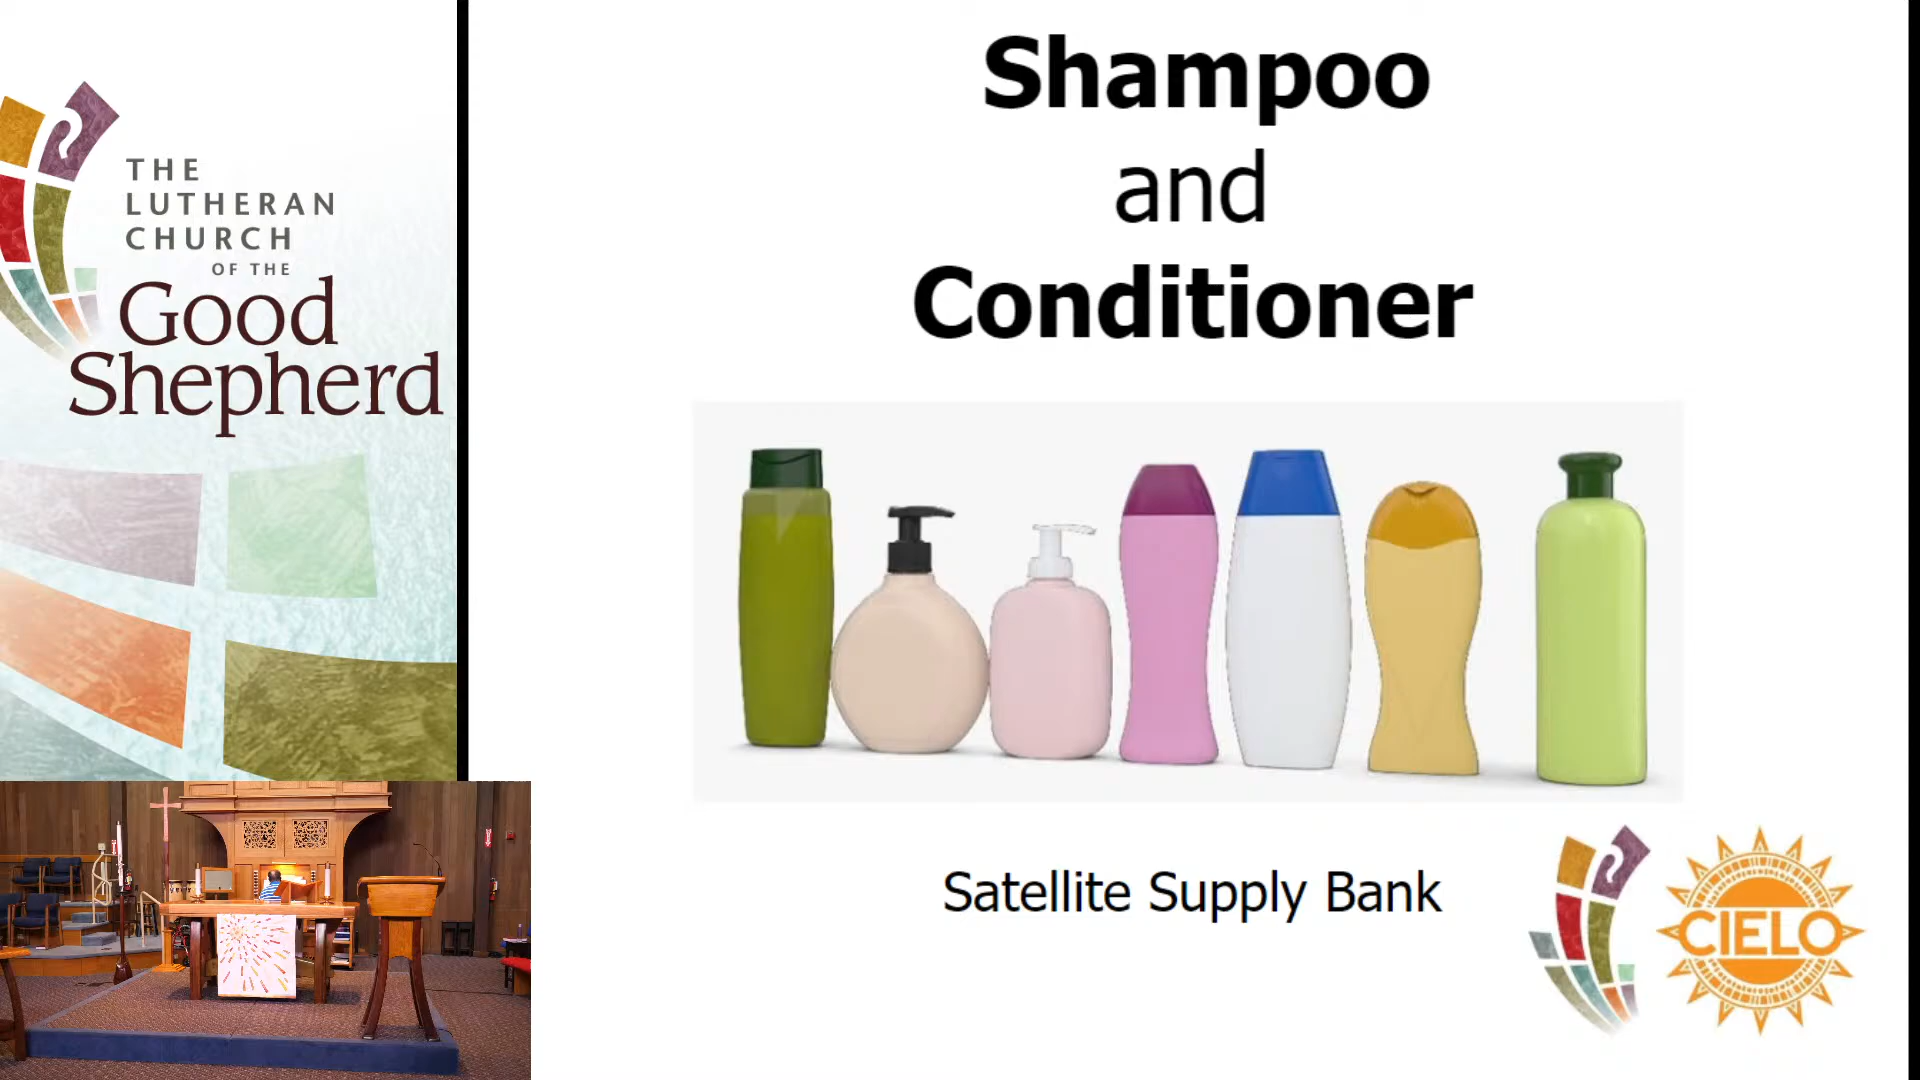 THE
LUTHERAN
CHURCH
OF THE
Good
Shepherd
Shampoo
and
Conditioner
Satellite Supply Bank
CIELO